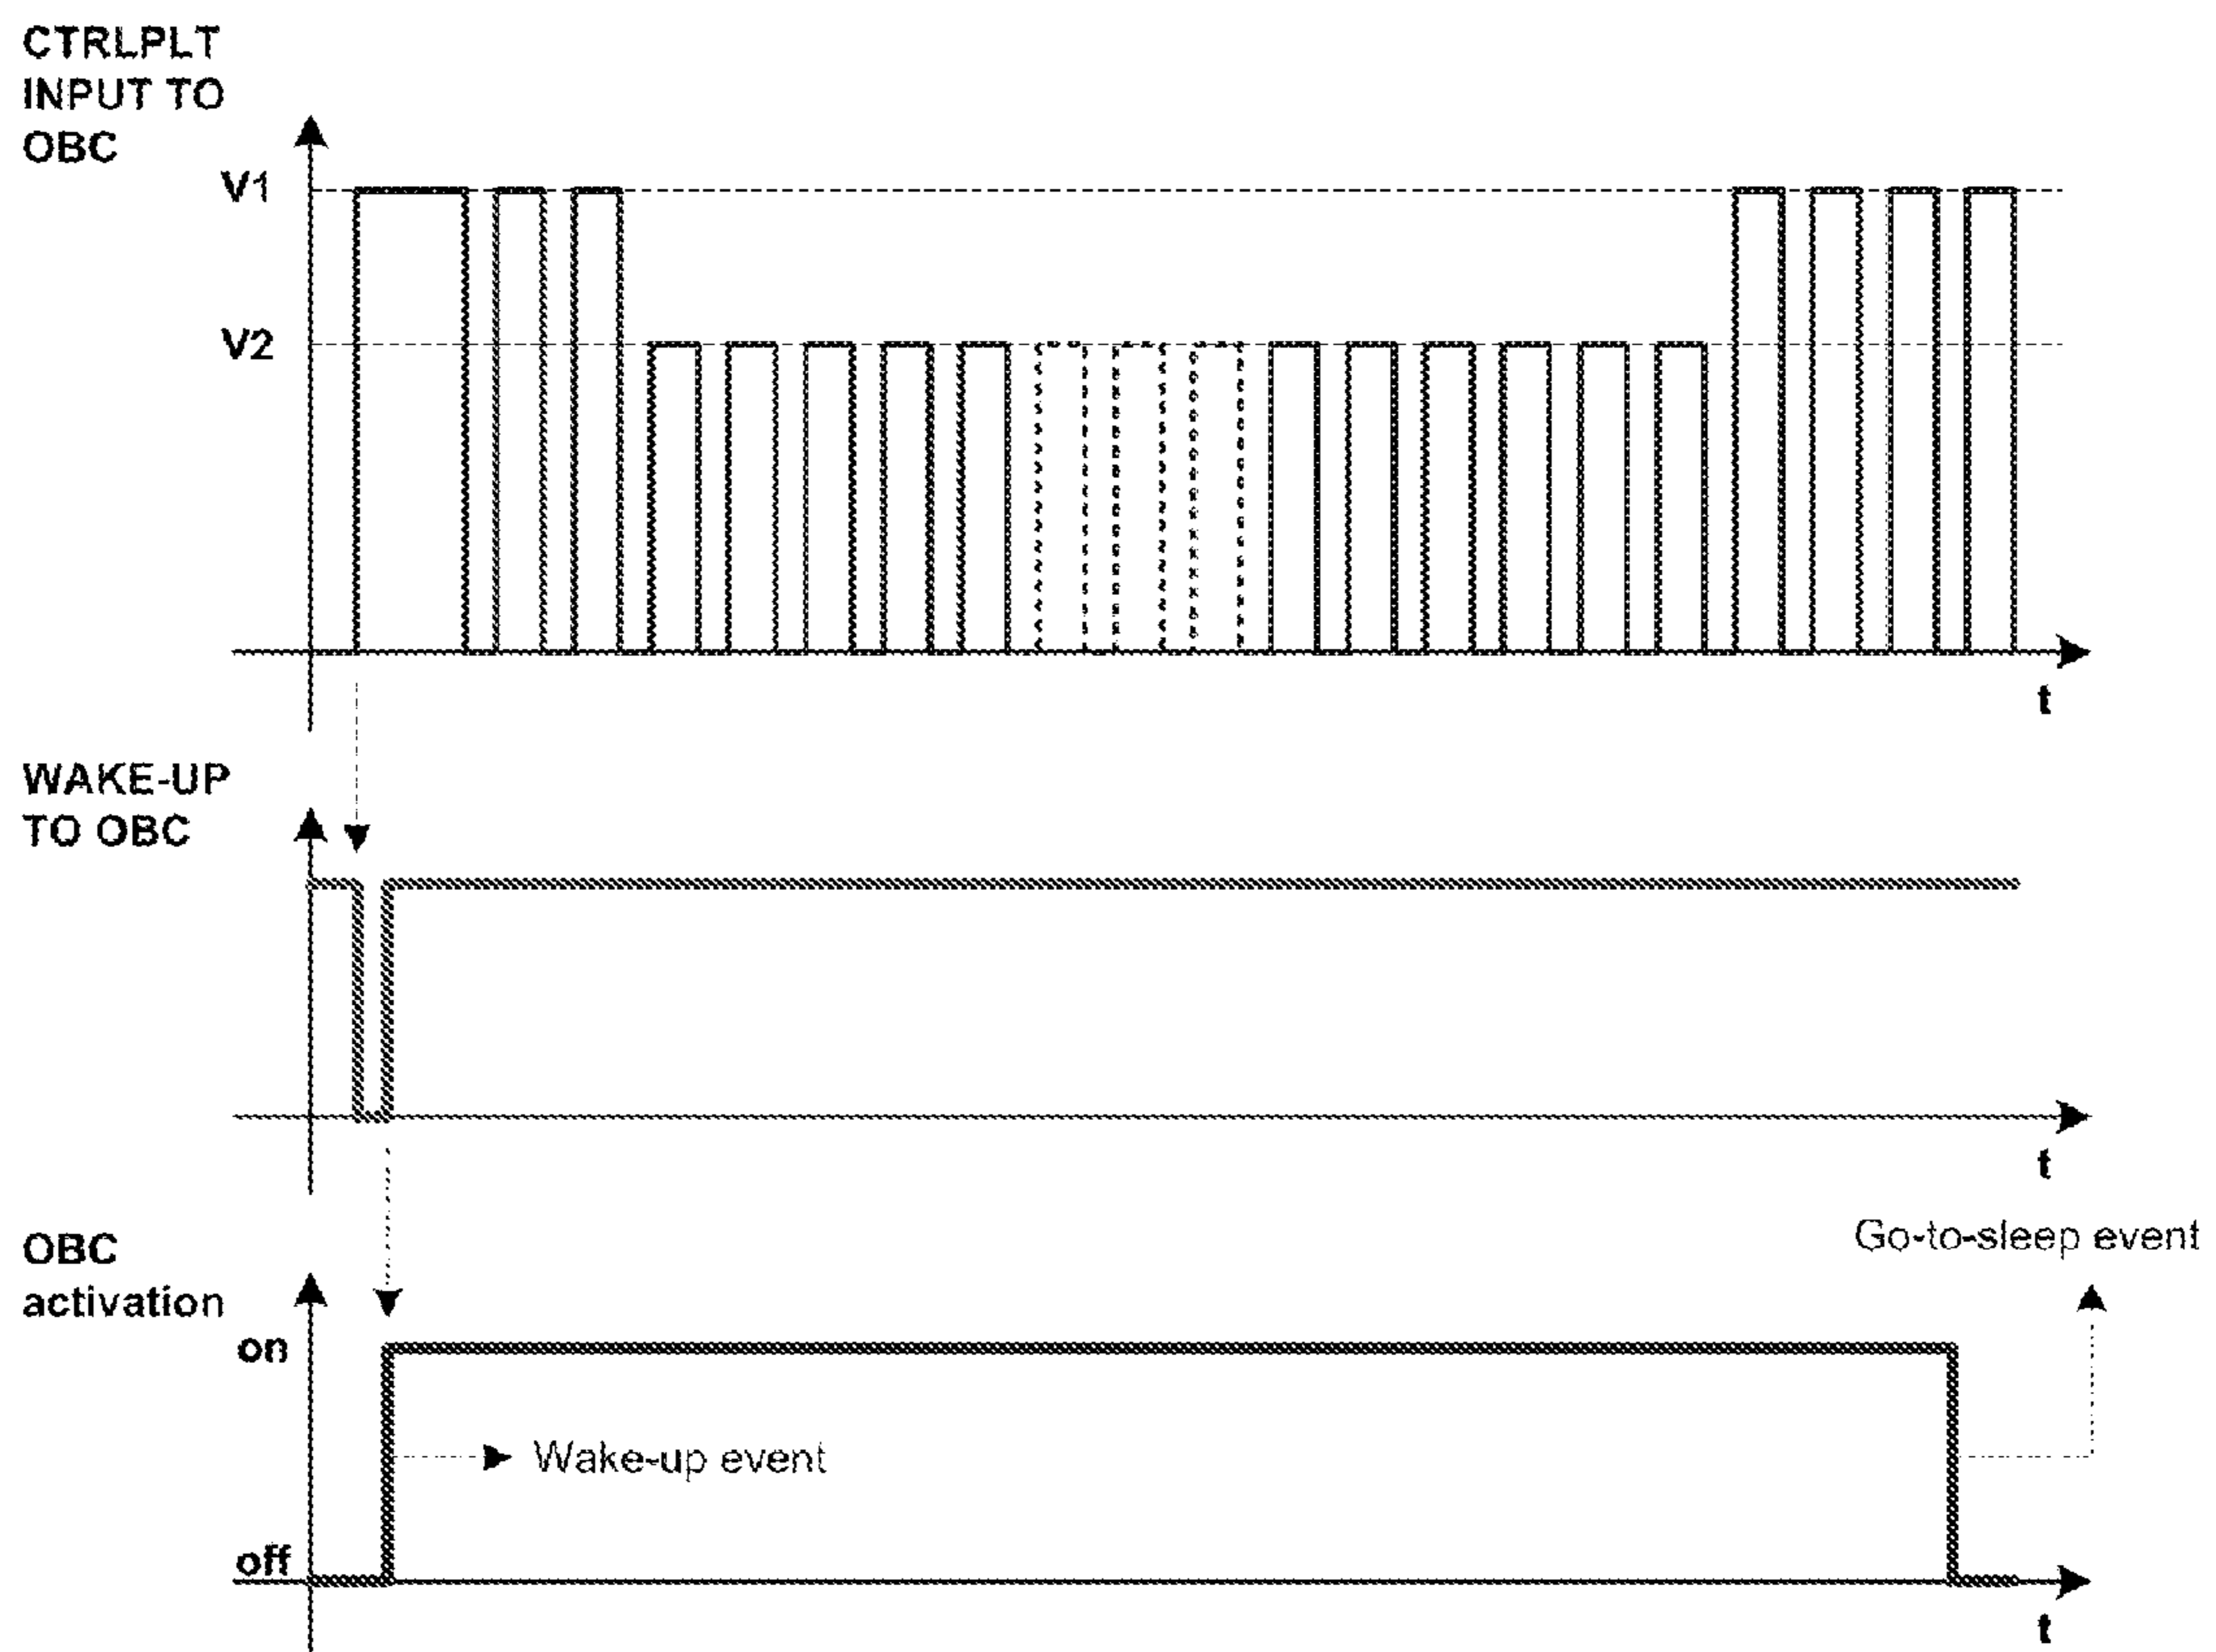 CTRLPLT
INPUT TO
OBC
V1
V2
t
WAKE-UP
TO OBC
t
Go-to-sleep event
OBC
activation
on
Wake-up event
off
t